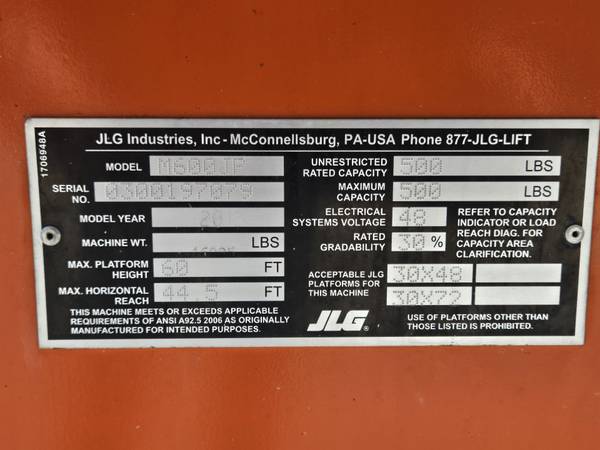 1706948A
JLG Industries, Inc - McConnellsburg, PA-USA Phone 877-JLG-LIFT
MODEL M600JP
SERIAL NO. 0300197079
MODEL YEAR
MACHINE WT. LBS
MAX. PLATFORM HEIGHT 60 FT
MAX. HORIZONTAL REACH 44.5 FT
THIS MACHINE MEETS OR EXCEEDS APPLICABLE
REQUIREMENTS OF ANSI A92.5 2006 AS ORIGINALLY
MANUFACTURED FOR INTENDED PURPOSES.
UNRESTRICTED RATED CAPACITY 500 LBS
MAXIMUM CAPACITY 500 LBS
ELECTRICAL SYSTEMS VOLTAGE 48
RATED GRADABILITY 30 %
REFER TO CAPACITY
INDICATOR OR LOAD
REACH DIAG. FOR
CAPACITY AREA
CLARIFICATION.
ACCEPTABLE JLG
PLATFORMS FOR
THIS MACHINE
30X48
30X72
JLG®
USE OF PLATFORMS OTHER THAN
THOSE LISTED IS PROHIBITED.